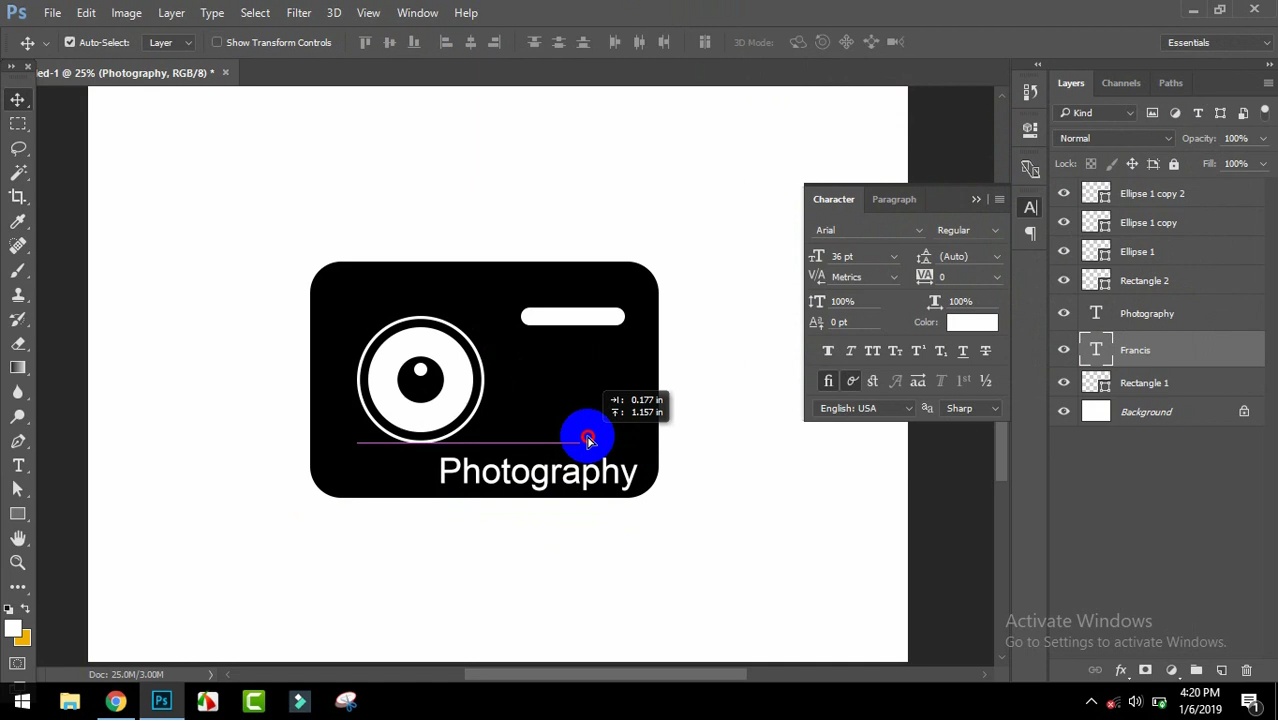 Ps File Edit Image Layer Type Select Filter 3D View Window Help
Auto-Select: Layer Show Transform Controls 3D Mode: Essentials
ed-1 @ 25% (Photography, RGB/8) *
Layers Channels Paths
Kind
Normal Opacity: 100%
Lock: Fill: 100%
Ellipse 1 copy 2
Ellipse 1 copy
Ellipse 1
Rectangle 2
Photography
Francis
Rectangle 1
Background
Character Paragraph
Arial Regular
36 pt (Auto)
Metrics 0
100% 100%
0 pt Color:
English: USA aa Sharp
0.177 in
1.157 in
Photography
Activate Windows
Go to Settings to activate Windows.
Doc: 25.0M/3.00M
4:20 PM
1/6/2019